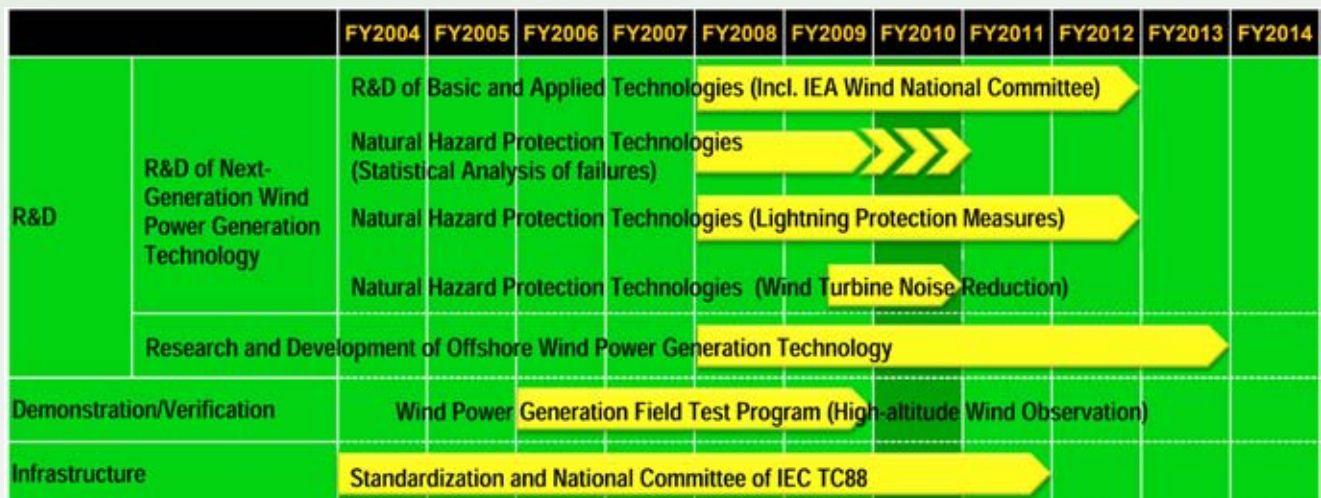 FY2004 FY2005 FY2006 FY2007 FY2008 FY2009 FY2010 FY2011 FY2012 FY2013 FY2014
R&D
R&D of Next-
Generation Wind
Power Generation
Technology
R&D of Basic and Applied Technologies (Incl. IEA Wind National Committee)
Natural Hazard Protection Technologies
(Statistical Analysis of failures)
Natural Hazard Protection Technologies (Lightning Protection Measures)
Natural Hazard Protection Technologies (Wind Turbine Noise Reduction)
Research and Development of Offshore Wind Power Generation Technology
Demonstration/Verification
Wind Power Generation Field Test Program (High-altitude Wind Observation)
Infrastructure
Standardization and National Committee of IEC TC88